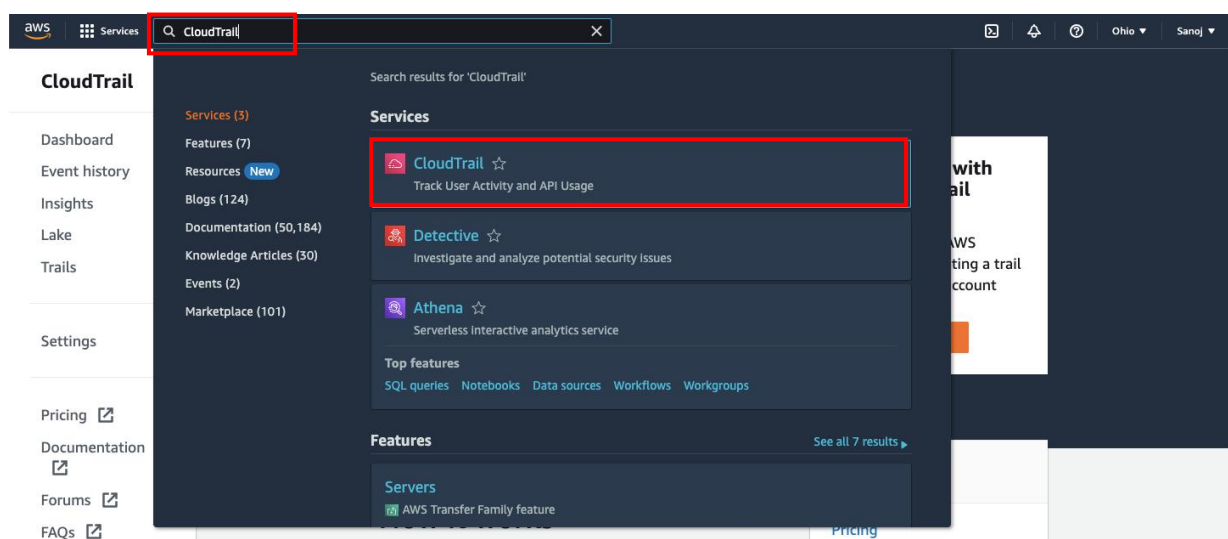 aws
Services
CloudTrail
Ohio
Sanoj
CloudTrail
Dashboard
Event history
Insights
Lake
Trails
Settings
Pricing
Documentation
Forums
FAQs
Search results for 'CloudTrail'
Services (3)
Features (7)
Resources New
Blogs (124)
Documentation (50,184)
Knowledge Articles (30)
Events (2)
Marketplace (101)
Services
CloudTrail
Track User Activity and API Usage
Detective
Investigate and analyze potential security issues
Athena
Serverless interactive analytics service
Top features
SQL queries Notebooks Data sources Workflows Workgroups
Features
See all 7 results
Servers
AWS Transfer Family feature
with
ail
AWS
ting a trail
ccount
Pricing